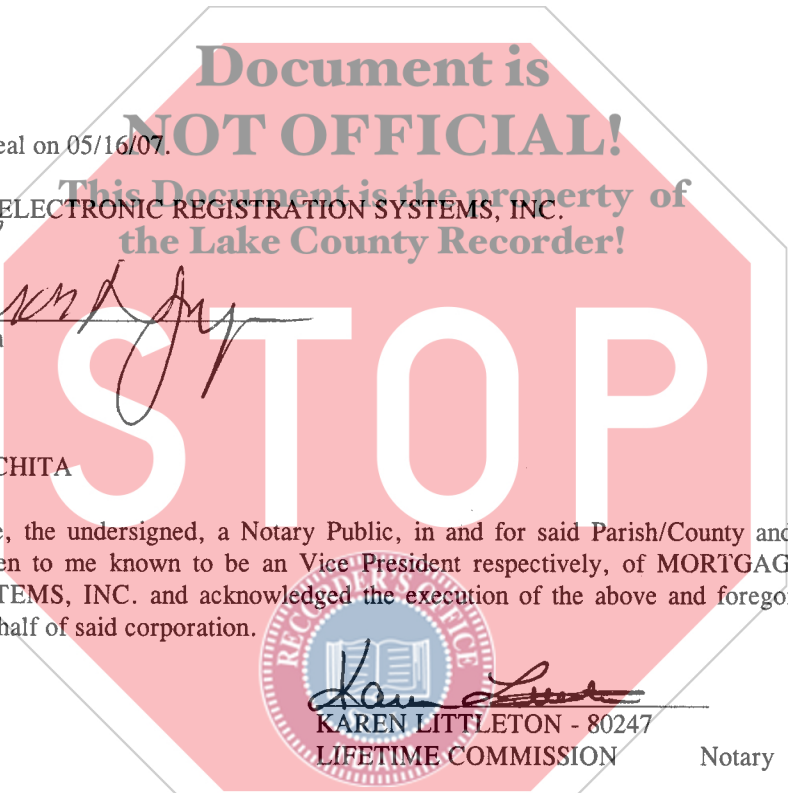 Document is
NOT OFFICIAL!
eal on 05/16/07.
This Document is the property of
ELECTRONIC REGISTRATION SYSTEMS, INC.
the Lake County Recorder!
STOP
CHITA
e, the undersigned, a Notary Public, in and for said Parish/County and
en to me known to be an Vice President respectively, of MORTGAG
TEMS, INC. and acknowledged the execution of the above and forego
half of said corporation.
RECORDER'S OFFICE
KAREN LITTLETON - 80247
LIFETIME COMMISSION Notary